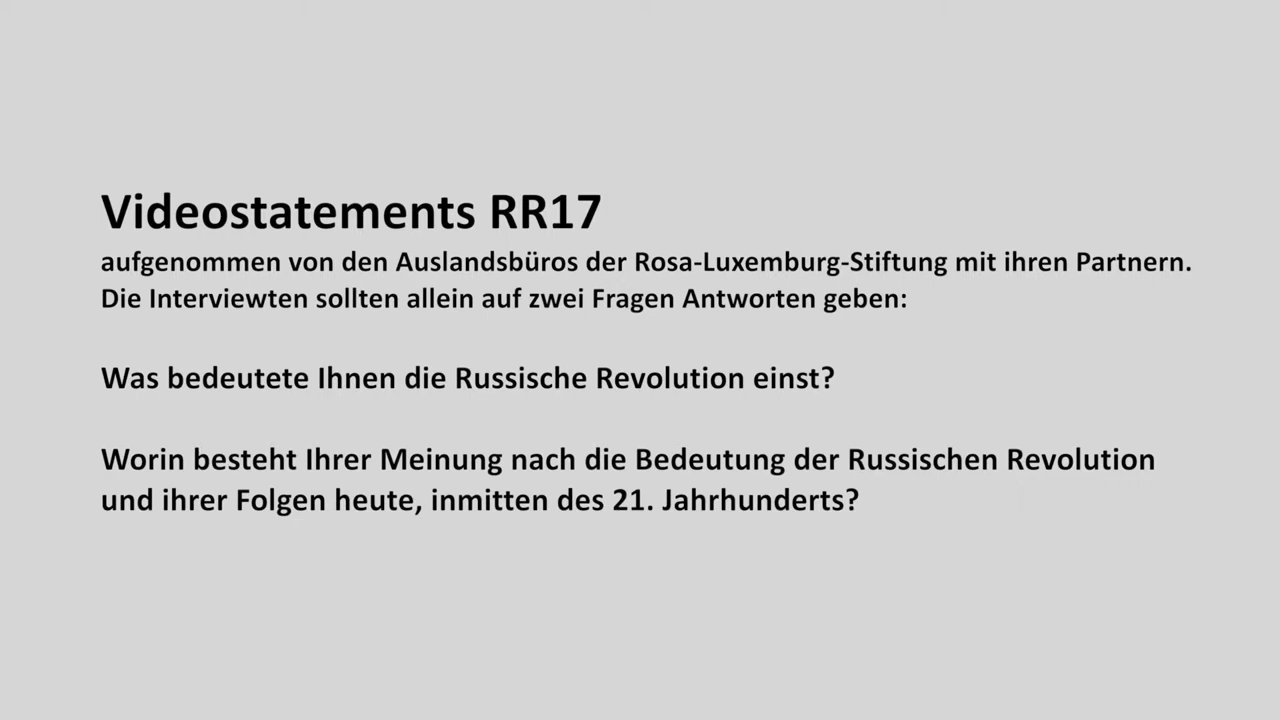 Videostatements RR17
aufgenommen von den Auslandsbüros der Rosa-Luxemburg-Stiftung mit ihren Partnern.
Die Interviewten sollten allein auf zwei Fragen Antworten geben:
Was bedeutete Ihnen die Russische Revolution einst?
Worin besteht Ihrer Meinung nach die Bedeutung der Russischen Revolution
und ihrer Folgen heute, inmitten des 21. Jahrhunderts?